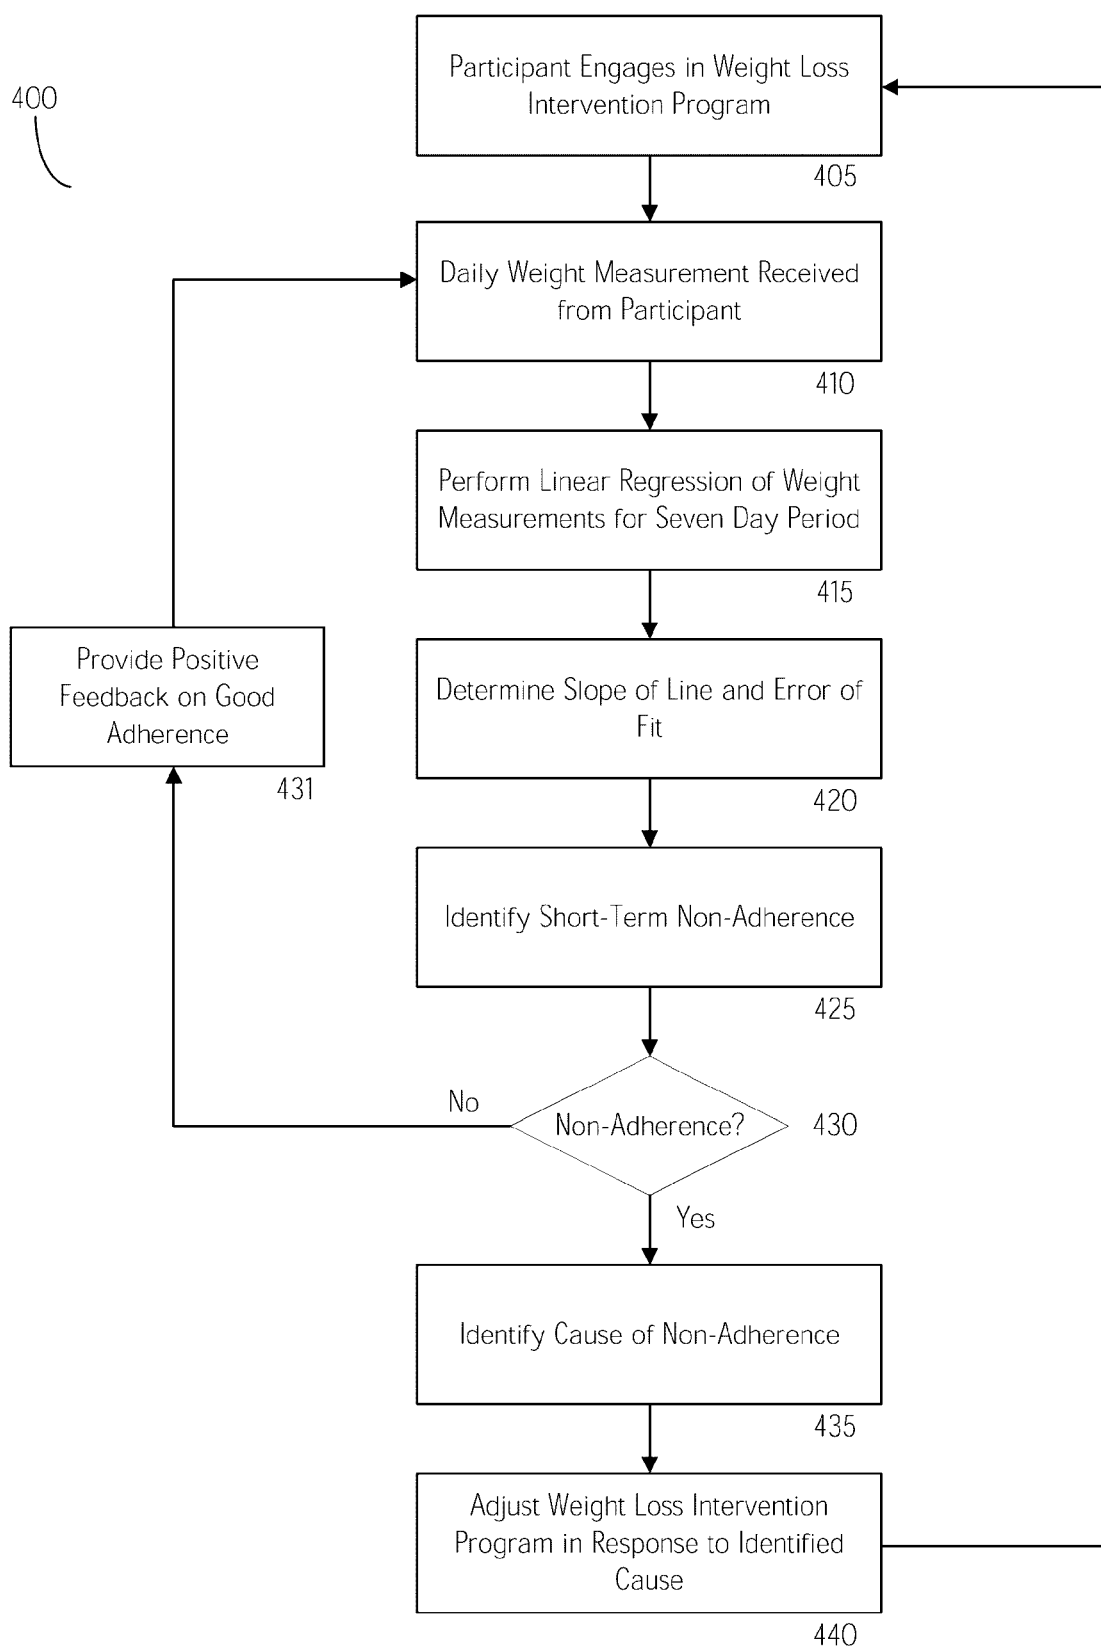 Participant Engages in Weight Loss
Intervention Program
400
405
Daily Weight Measurement Received
from Participant
410
Perform Linear Regression of Weight
Measurements for Seven Day Period
415
Provide Positive
Feedback on Good
Adherence
431
Determine Slope of Line and Error of
Fit
420
Identify Short-Term Non-Adherence
425
No
Non-Adherence?
430
Yes
Identify Cause of Non-Adherence
435
Adjust Weight Loss Intervention
Program in Response to Identified
Cause
440